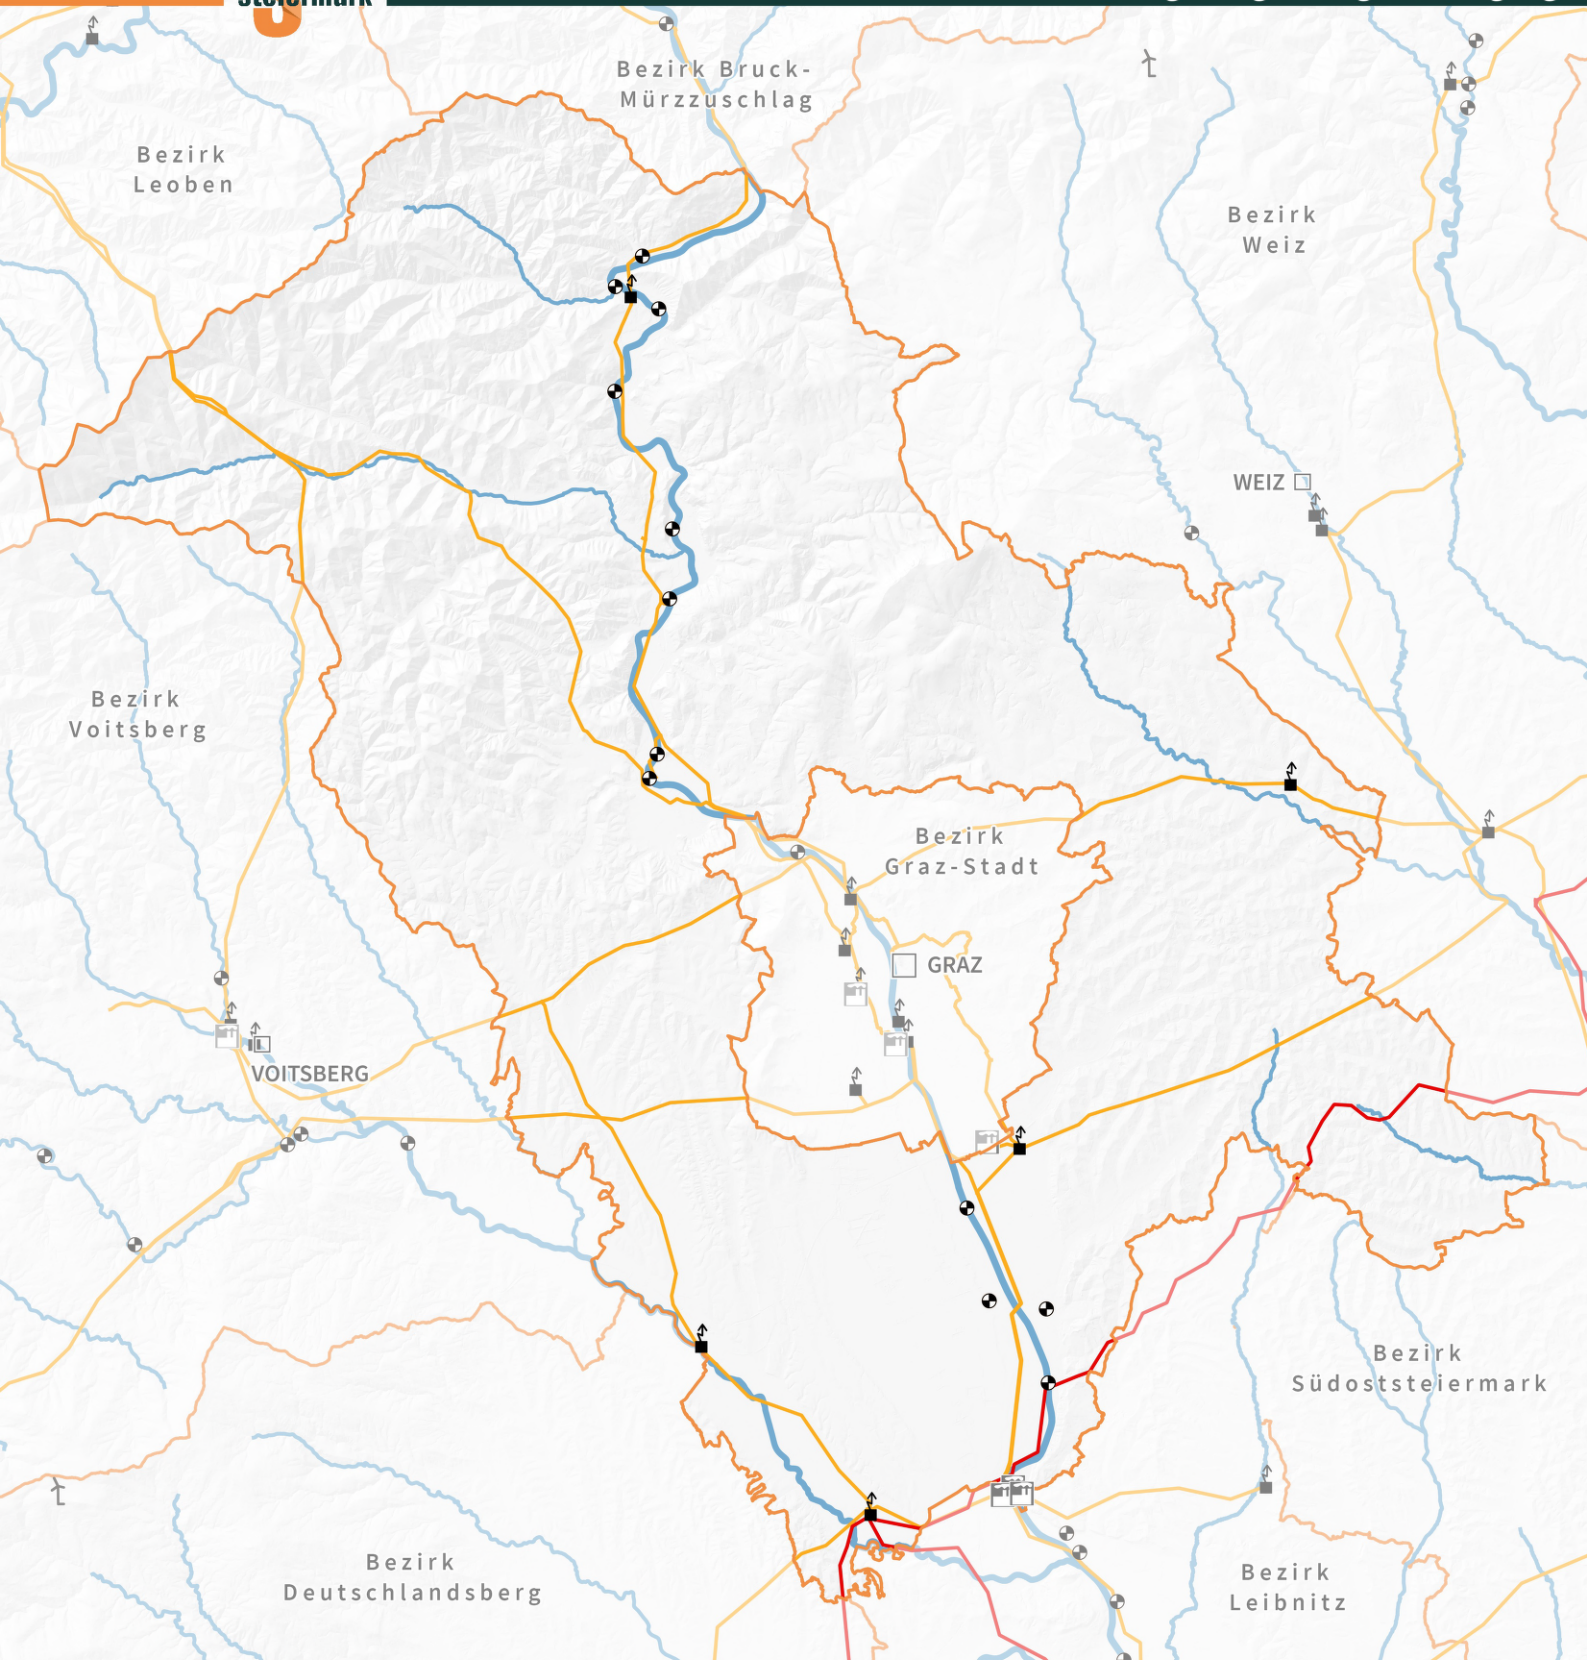 Steiermark
Bezirk Bruck-
Mürzzuschlag
Bezirk
Leoben
Bezirk
Weiz
WEIZ
Bezirk
Voitsberg
Bezirk
Graz-Stadt
GRAZ
VOITSBERG
Bezirk
Südoststeiermark
Bezirk
Deutschlandsberg
Bezirk
Leibnitz